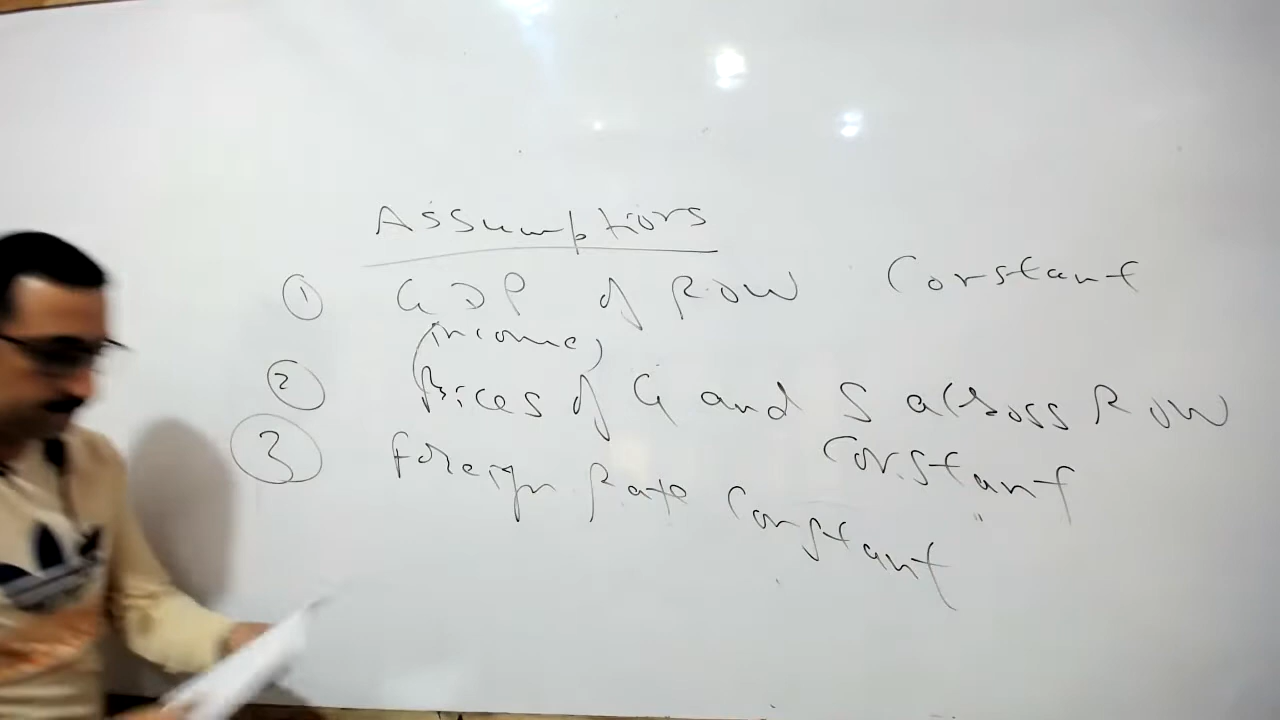 Assumptions
① GDP of ROW Constant
(income)
② Prices of G and S across ROW
Constant
③ Foreign Rate Constant